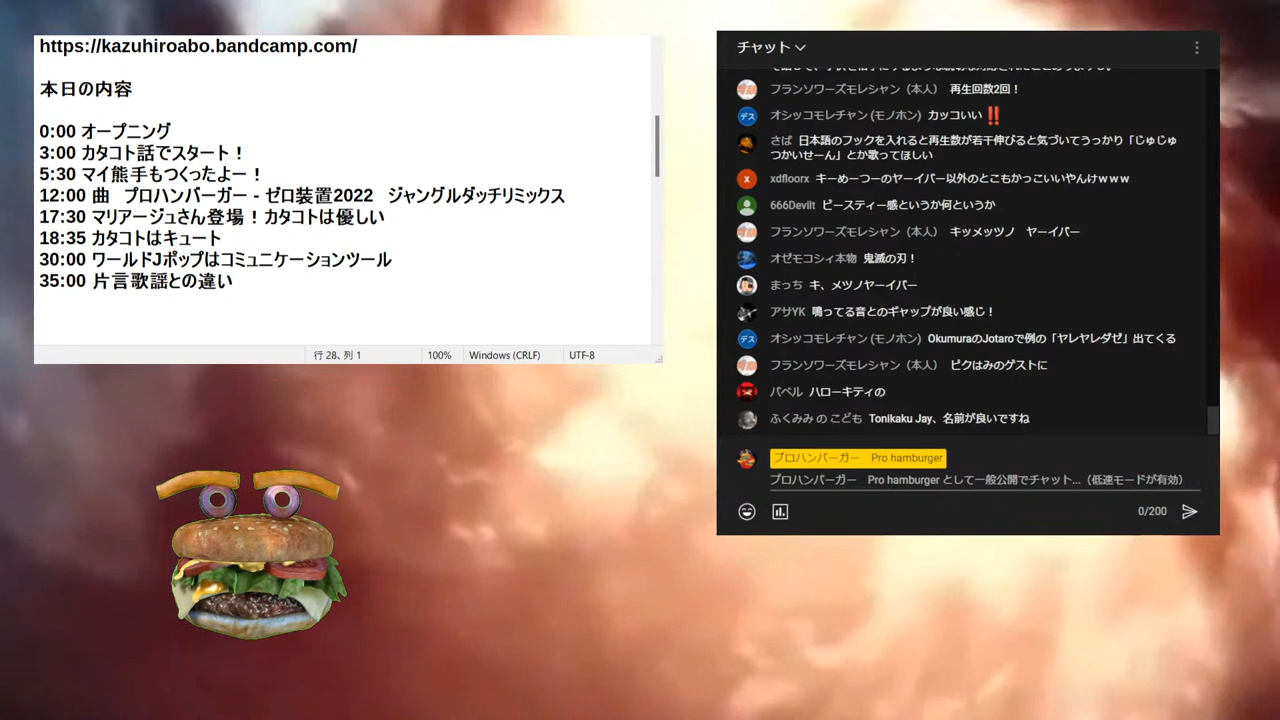 https://kazuhiroabo.bandcamp.com/
本日の内容
0:00 オープニング
3:00 カタコト話でスタート！
5:30 マイ熊手もつくったよー！
12:00 曲　プロハンバーガー - ゼロ装置2022　ジャングルダッチリミックス
17:30 マリアージュさん登場！カタコトは優しい
18:35 カタコトはキュート
30:00 ワールドJポップはコミュニケーションツール
35:00 片言歌謡との違い
行 28、列 1
100%
Windows (CRLF)
UTF-8
チャット
フランソワーズモレシャン（本人） 再生回数2回！
オシッコモレチャン (モノホン) カッコいい‼
さば 日本語のフックを入れると再生数が若干伸びると気づいてうっかり「じゅじゅ
つかいせーん」とか歌ってほしい
xdfloorx キーめーつーのヤーイバー以外のとこもかっこいいやんけｗｗｗ
666Devilt ビースティー感というか何というか
フランソワーズモレシャン（本人） キッメッツノ　ヤーイバー
オゼモコシィ本物 鬼滅の刃！
まっち キ、メツノヤーイバー
アサYK 鳴ってる音とのギャップが良い感じ！
オシッコモレチャン (モノホン) OkumuraのJotaroで例の「ヤレヤレダゼ」出てくる
フランソワーズモレシャン（本人） ピクはみのゲストに
バベル ハローキティの
ふくみみ の こども Tonikaku Jay、名前が良いですね
プロハンバーガー　Pro hamburger
プロハンバーガー　Pro hamburger として一般公開でチャット...（低速モードが有効）
0/200